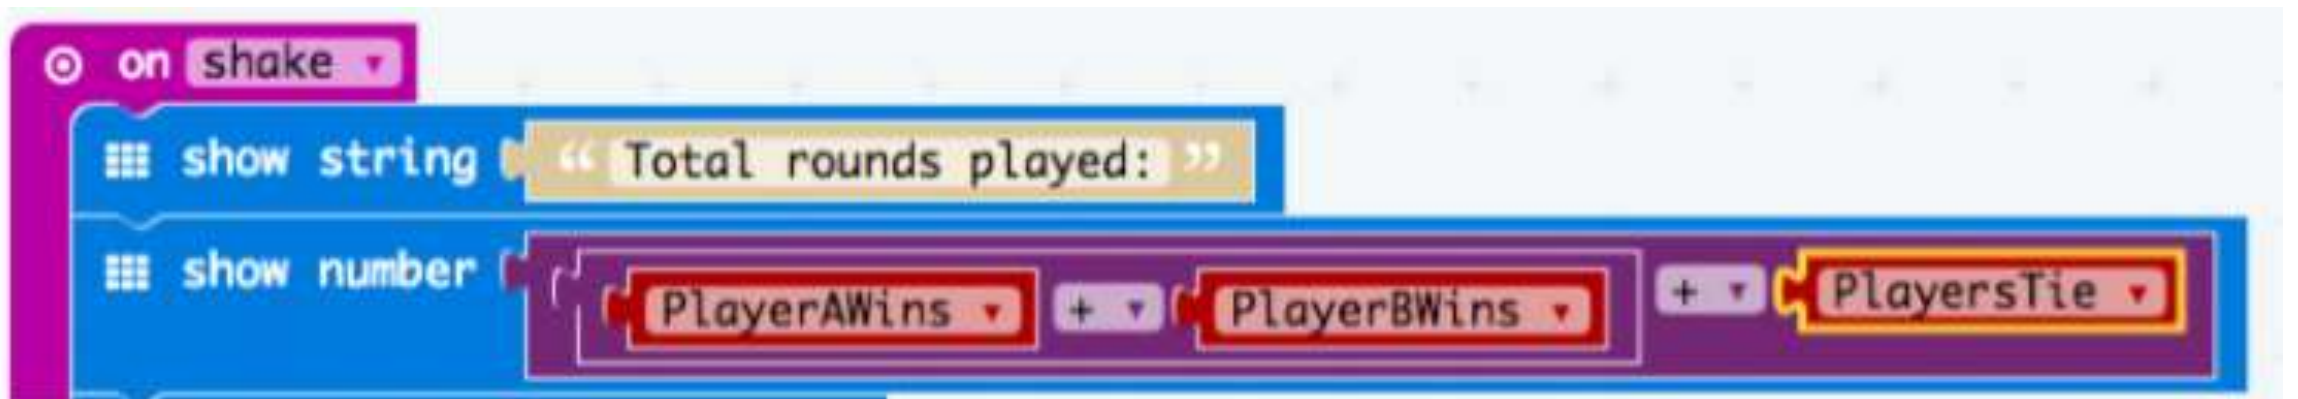 on shake
show string “ Total rounds played: ”
show number PlayerAWins + PlayerBWins + PlayersTie